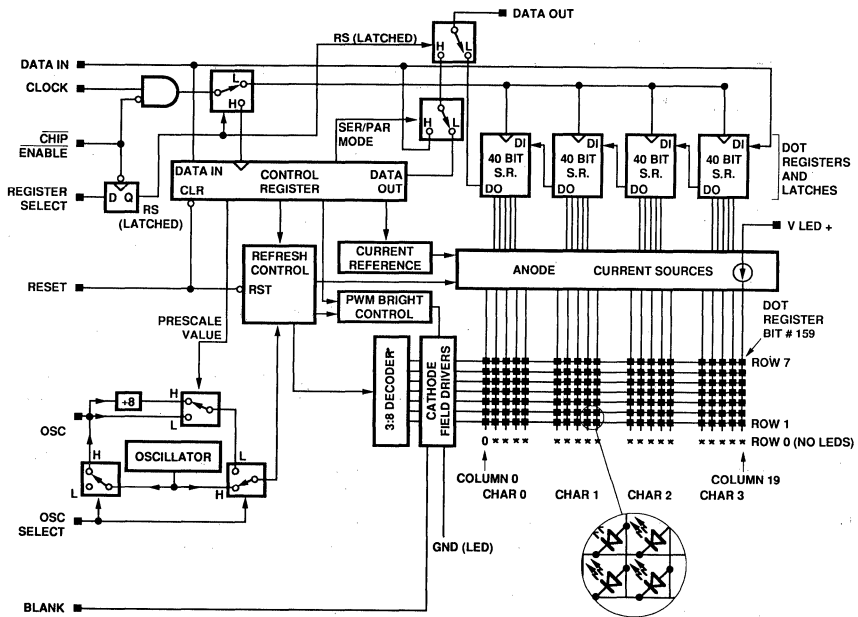 DATA OUT
RS (LATCHED)
H
L
DATA IN
CLOCK
L
H
SER/PAR
MODE
H
L
CHIP
ENABLE
DI
40 BIT
S.R.
DO
DI
40 BIT
S.R.
DO
DI
40 BIT
S.R.
DO
DI
40 BIT
S.R.
DO
DOT
REGISTERS
AND
LATCHES
DATA IN
CONTROL
REGISTER
DATA
OUT
CLR
REGISTER
SELECT
D Q
RS
(LATCHED)
V LED +
REFRESH
CONTROL
RST
CURRENT
REFERENCE
ANODE CURRENT SOURCES
RESET
PWM BRIGHT
CONTROL
PRESCALE
VALUE
DOT
REGISTER
BIT # 159
3:8 DECODER
CATHODE
FIELD DRIVERS
ROW 7
ROW 1
ROW 0 (NO LEDS)
÷8
H
L
OSC
OSCILLATOR
H
L
L
H
0 * * * * * * * * * * * * * * * * * * *
COLUMN 0
COLUMN 19
CHAR 0
CHAR 1
CHAR 2
CHAR 3
OSC
SELECT
GND (LED)
BLANK